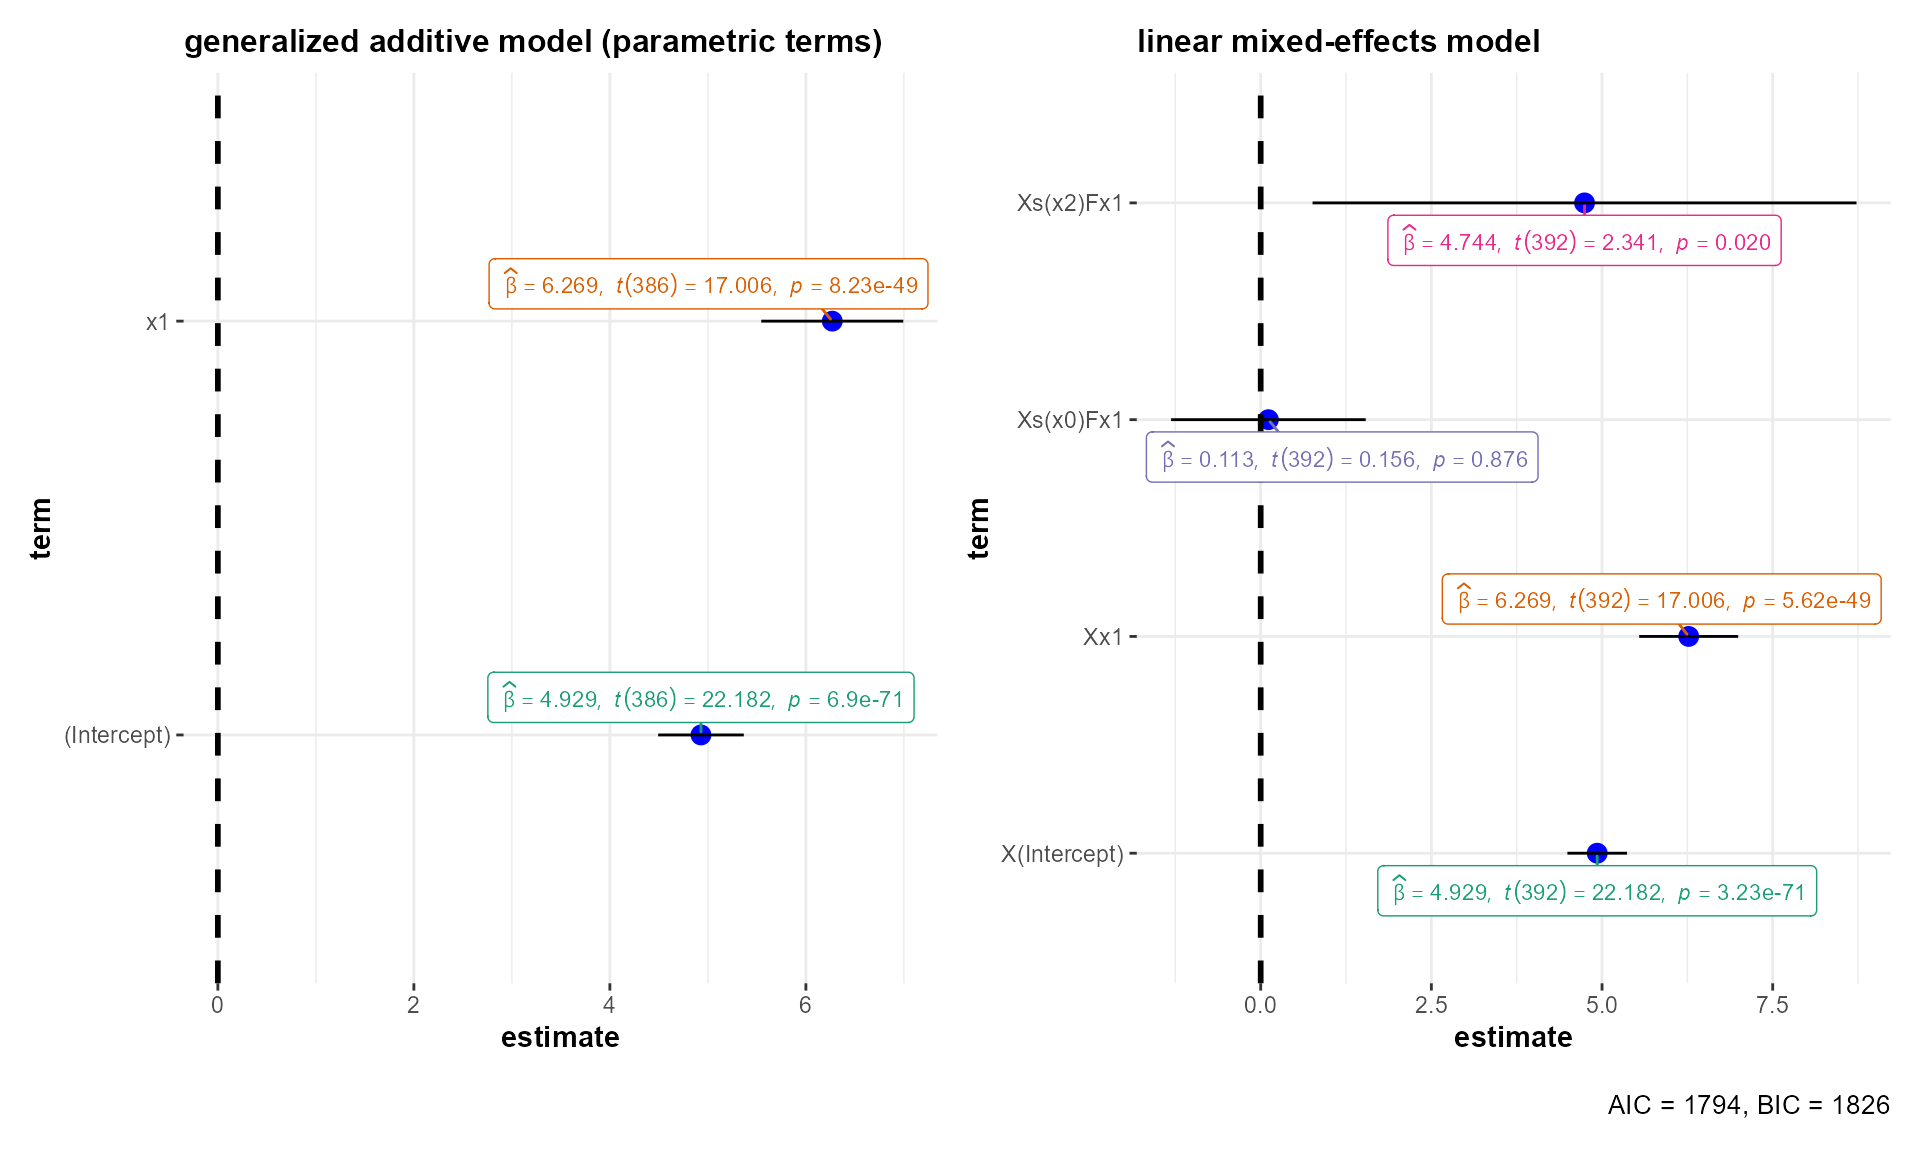 generalized additive model (parametric terms)
term
x1
β̂ = 6.269, t(386) = 17.006, p = 8.23e-49
(Intercept)
β̂ = 4.929, t(386) = 22.182, p = 6.9e-71
0 2 4 6
estimate
linear mixed-effects model
term
Xs(x2)Fx1
β̂ = 4.744, t(392) = 2.341, p = 0.020
Xs(x0)Fx1
β̂ = 0.113, t(392) = 0.156, p = 0.876
Xx1
β̂ = 6.269, t(392) = 17.006, p = 5.62e-49
X(Intercept)
β̂ = 4.929, t(392) = 22.182, p = 3.23e-71
0.0 2.5 5.0 7.5
estimate
AIC = 1794, BIC = 1826